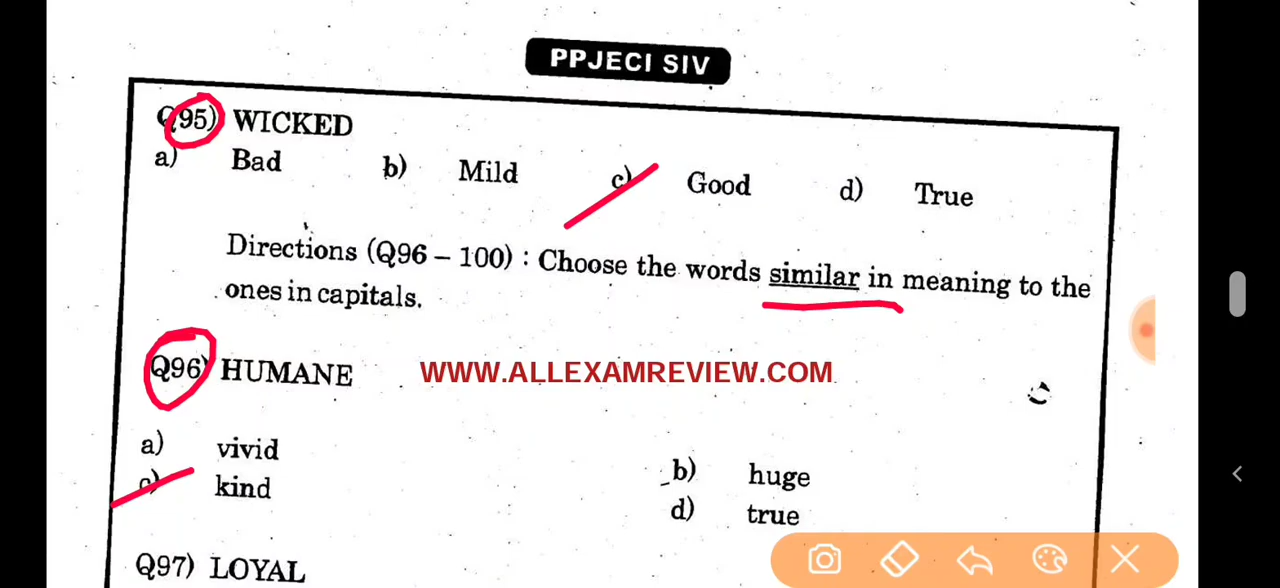 PPJECI SIV
Q95) WICKED
a) Bad b) Mild c) Good d) True
Directions (Q96 – 100) : Choose the words similar in meaning to the
ones in capitals.
Q96) HUMANE
WWW.ALLEXAMREVIEW.COM
a) vivid b) huge
c) kind d) true
Q97) LOYAL